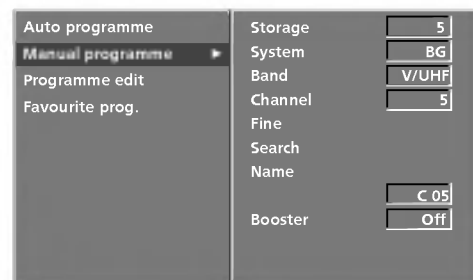 Auto programme
Manual programme
Programme edit
Favourite prog.
Storage 5
System BG
Band V/UHF
Channel 5
Fine
Search
Name
C 05
Booster Off